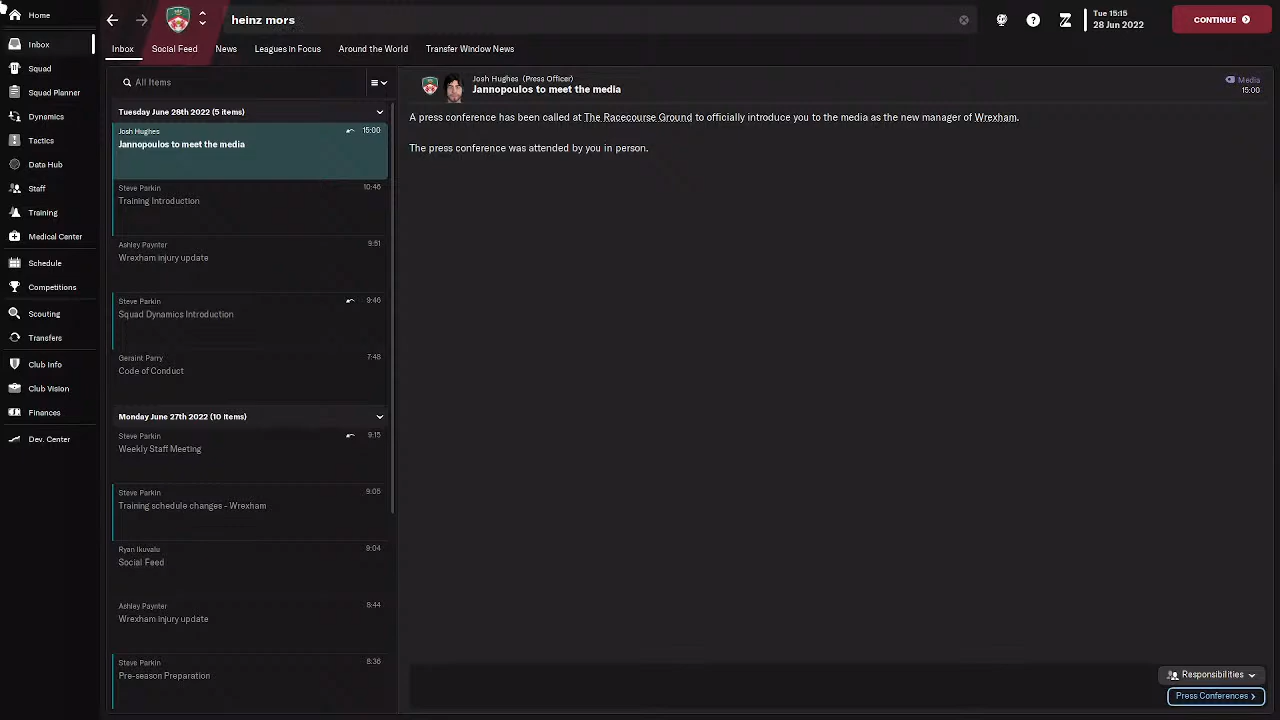 Home
heinz mors
Tue 15:15
28 Jun 2022
CONTINUE
Inbox
Squad
Squad Planner
Dynamics
Tactics
Data Hub
Staff
Training
Medical Center
Schedule
Competitions
Scouting
Transfers
Club Info
Club Vision
Finances
Dev. Center
Inbox
Social Feed
News
Leagues in Focus
Around the World
Transfer Window News
All Items
Tuesday June 28th 2022 (5 items)
Josh Hughes 15:00
Jannopoulos to meet the media
Steve Parkin 10:46
Training Introduction
Ashley Paynter 9:51
Wrexham injury update
Steve Parkin 9:46
Squad Dynamics Introduction
Geraint Parry 7:48
Code of Conduct
Monday June 27th 2022 (10 items)
Steve Parkin 9:15
Weekly Staff Meeting
Steve Parkin 9:05
Training schedule changes - Wrexham
Ryan Ikuvalu 9:04
Social Feed
Ashley Paynter 8:44
Wrexham injury update
Steve Parkin 8:36
Pre-season Preparation
Josh Hughes (Press Officer)
Jannopoulos to meet the media
Media
15:00
A press conference has been called at The Racecourse Ground to officially introduce you to the media as the new manager of Wrexham.
The press conference was attended by you in person.
Responsibilities
Press Conferences